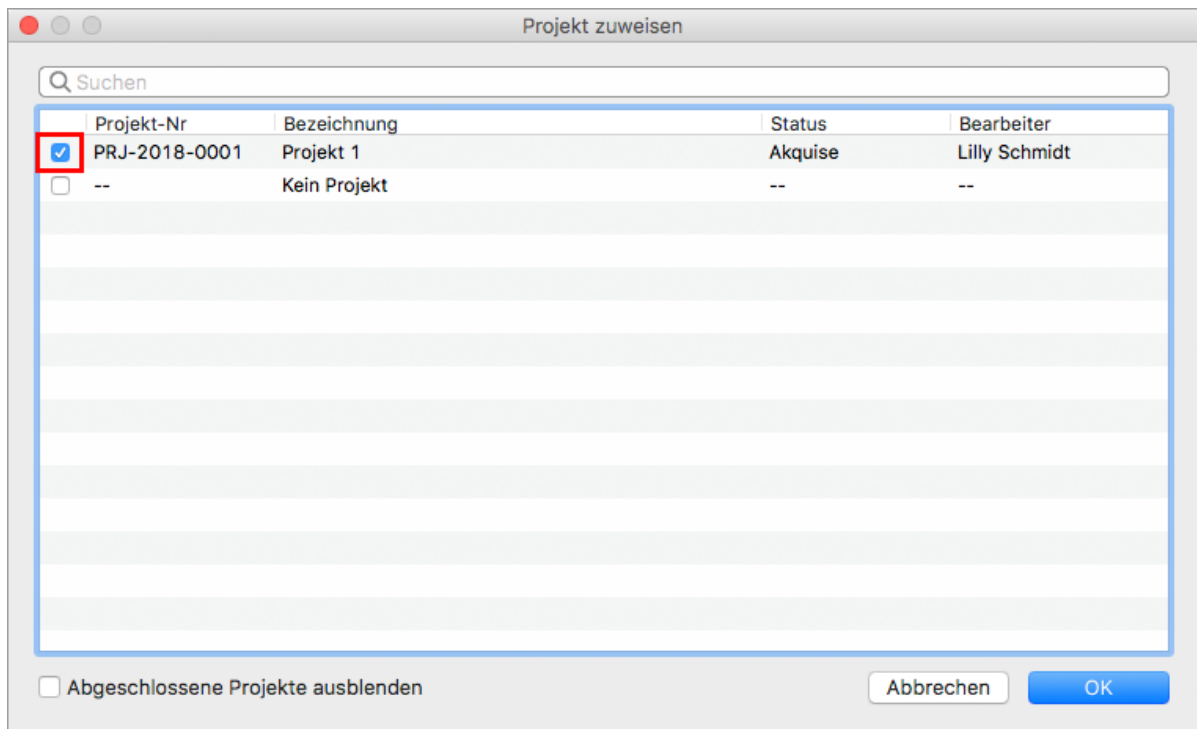 Projekt zuweisen
Suchen
Projekt-Nr Bezeichnung Status Bearbeiter
PRJ-2018-0001 Projekt 1 Akquise Lilly Schmidt
-- Kein Projekt -- --
Abgeschlossene Projekte ausblenden Abbrechen OK